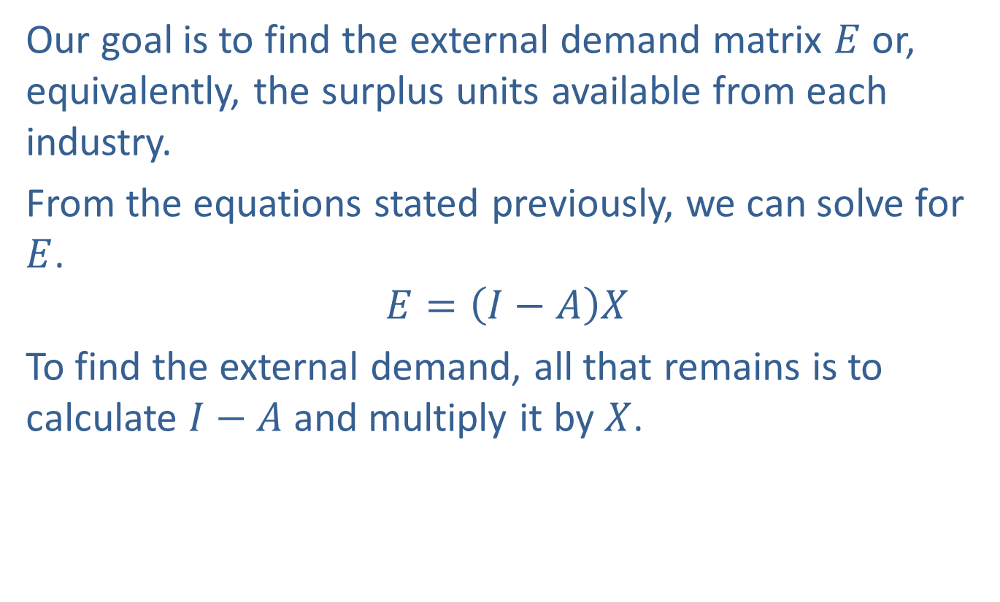 Our goal is to find the external demand matrix 𝐸 or,
equivalently, the surplus units available from each
industry.
From the equations stated previously, we can solve for
𝐸.
𝐸 = (𝐼 − 𝐴)𝑋
To find the external demand, all that remains is to
calculate 𝐼 − 𝐴 and multiply it by 𝑋.